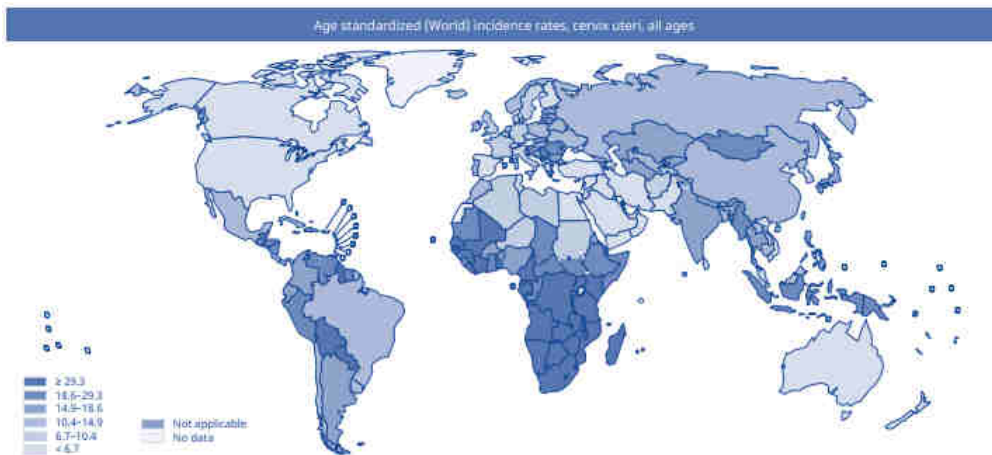 Age standardized (World) incidence rates, cervix uteri, all ages
≥ 29.3
18.6–29.3
14.9–18.6
10.4–14.9
6.7–10.4
< 6.7
Not applicable
No data